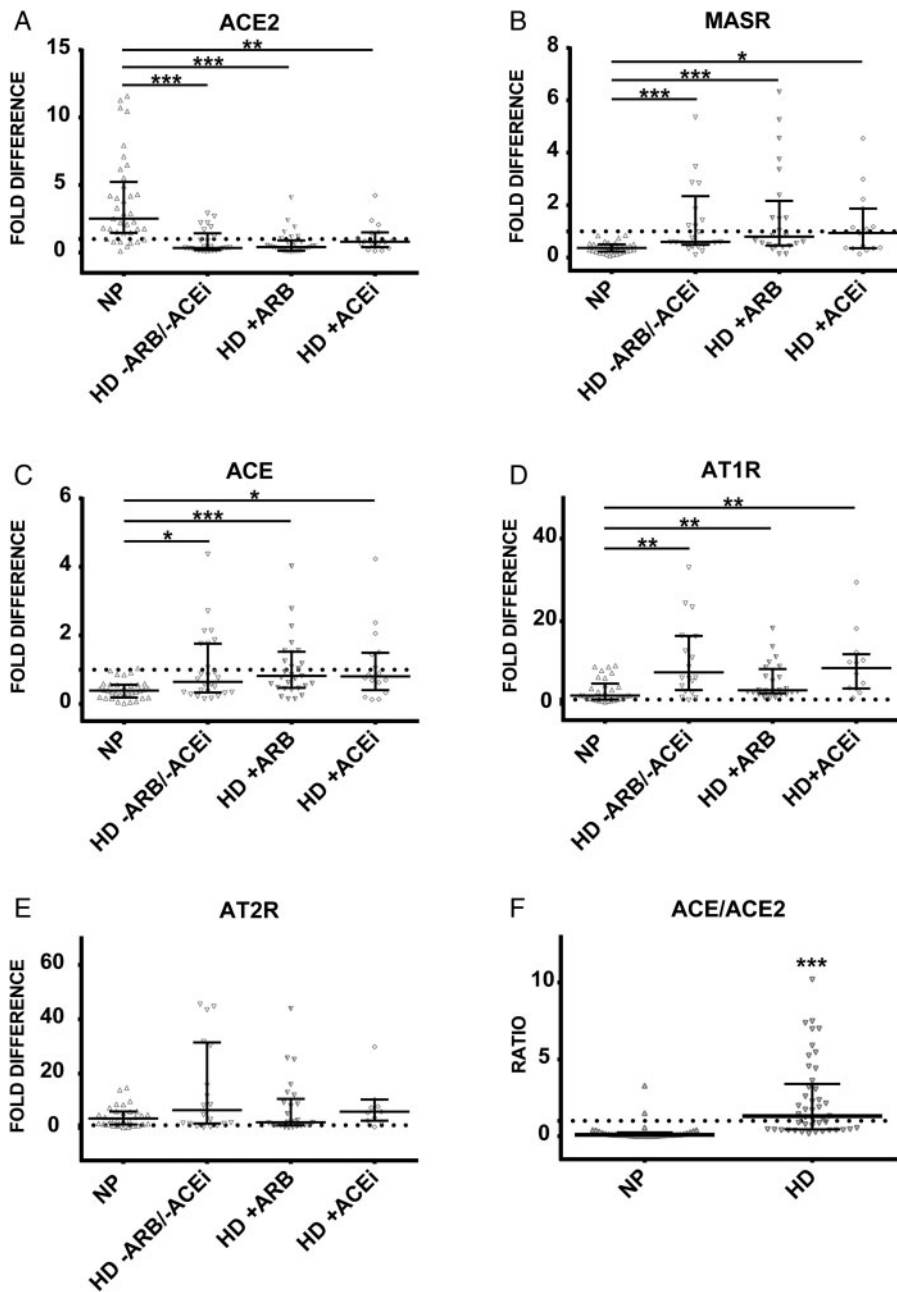 A
ACE2
FOLD DIFFERENCE
15
10
5
0
**
***
***
NP
HD -ARB/-ACEi
HD +ARB
HD +ACEi
B
MASR
FOLD DIFFERENCE
8
6
4
2
0
*
***
***
NP
HD -ARB/-ACEi
HD +ARB
HD +ACEi
C
ACE
FOLD DIFFERENCE
6
4
2
0
*
***
*
NP
HD -ARB/-ACEi
HD +ARB
HD +ACEi
D
AT1R
FOLD DIFFERENCE
40
20
0
**
**
**
NP
HD -ARB/-ACEi
HD +ARB
HD+ACEi
E
AT2R
FOLD DIFFERENCE
60
40
20
0
NP
HD -ARB/-ACEi
HD +ARB
HD +ACEi
F
ACE/ACE2
RATIO
10
5
0
***
NP
HD